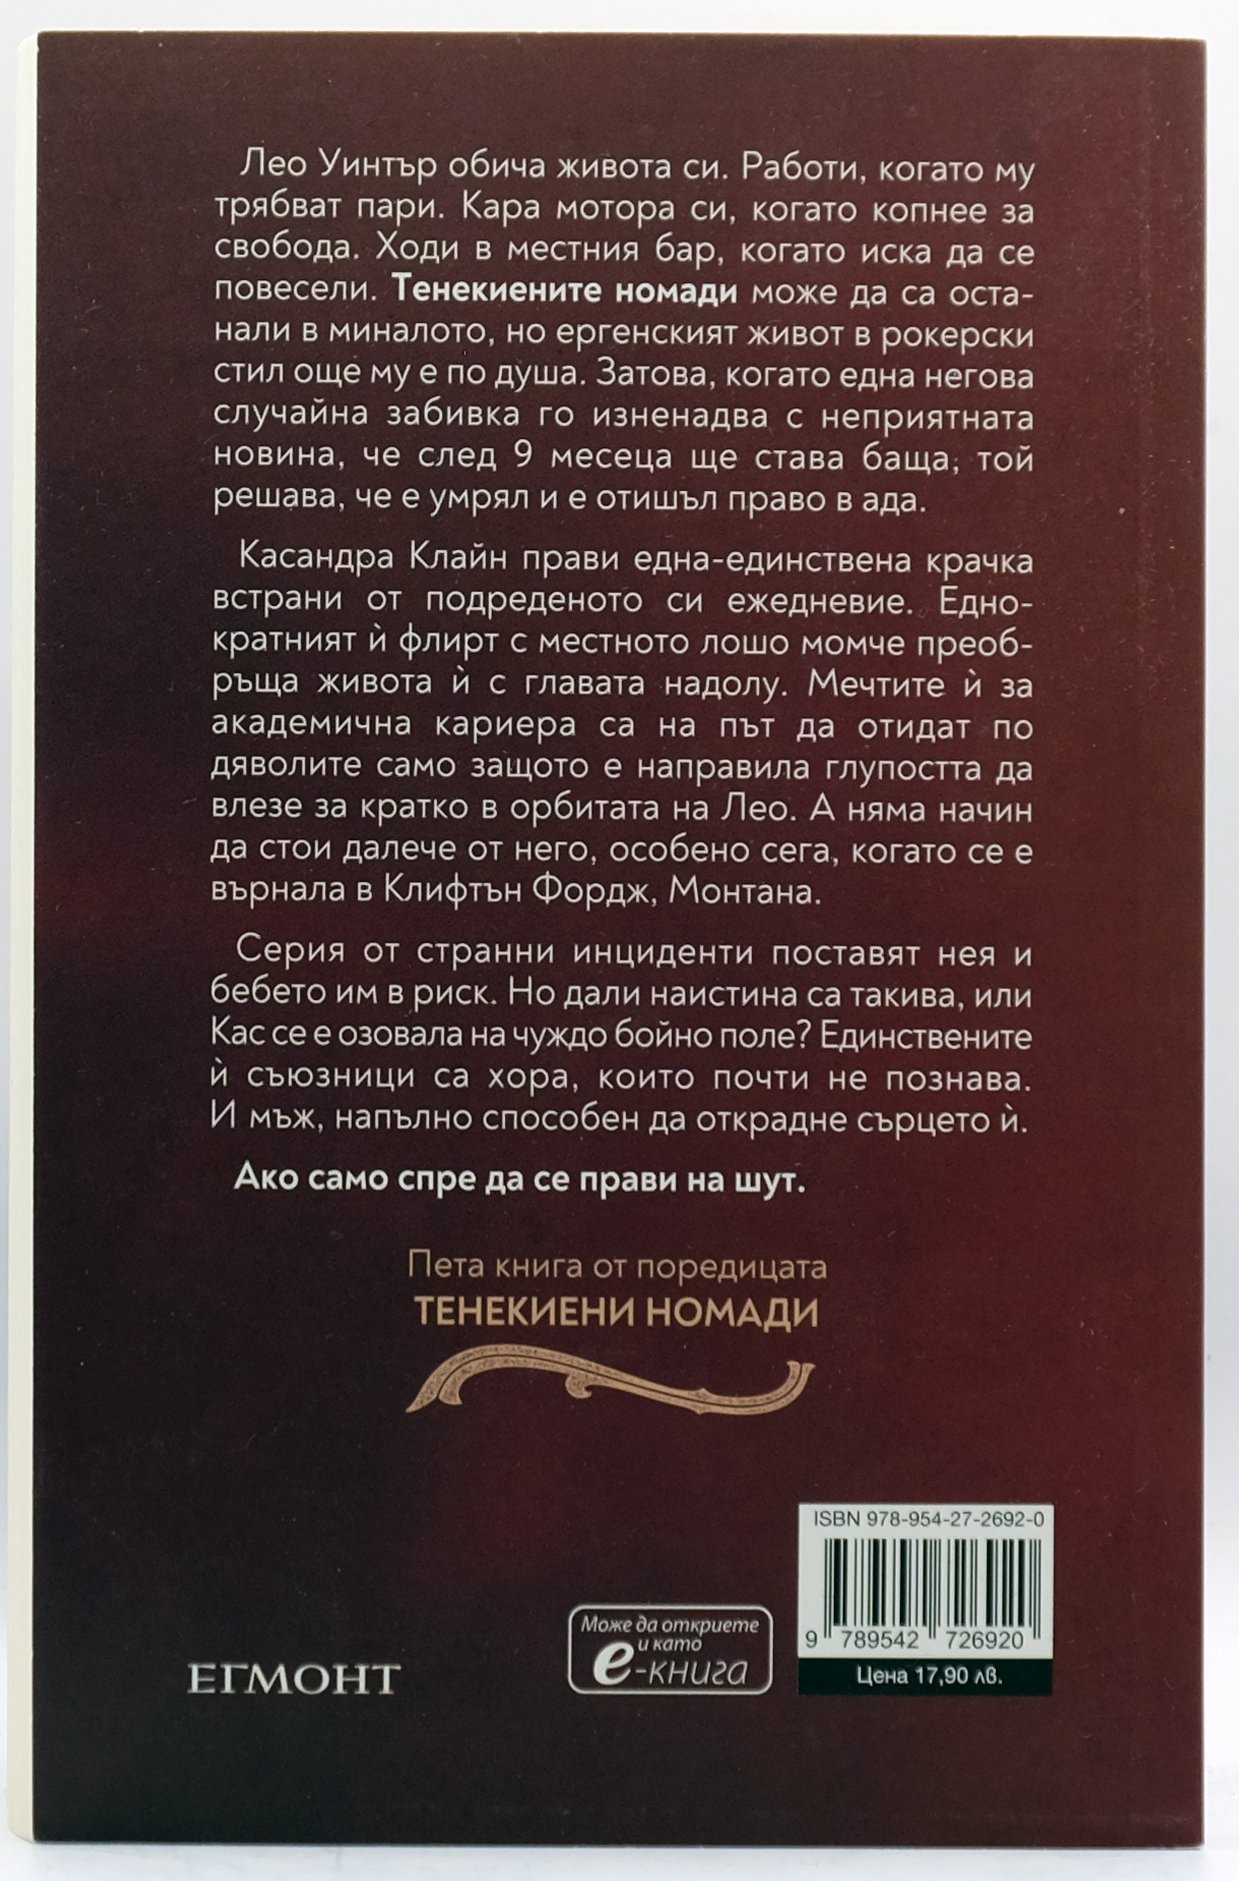 Лео Уинтър обича живота си. Работи, когато му
трябват пари. Кара мотора си, когато копнее за
свобода. Ходи в местния бар, когато иска да се
повесели. Тенекиените номади може да са оста-
нали в миналото, но ергенският живот в рокерски
стил още му е по душа. Затова, когато една негова
случайна забивка го изненадва с неприятната
новина, че след 9 месеца ще става баща, той
решава, че е умрял и е отишъл право в ада.
Касандра Клайн прави една-единствена крачка
встрани от подреденото си ежедневие. Едно-
кратният ѝ флирт с местното лошо момче преоб-
ръща живота ѝ с главата надолу. Мечтите ѝ за
академична кариера са на път да отидат по
дяволите само защото е направила глупостта да
влезе за кратко в орбитата на Лео. А няма начин
да стои далече от него, особено сега, когато се е
върнала в Клифтън Фордж, Монтана.
Серия от странни инциденти поставят нея и
бебето им в риск. Но дали наистина са такива, или
Кас се е озовала на чуждо бойно поле? Единствените
ѝ съюзници са хора, които почти не познава.
И мъж, напълно способен да открадне сърцето ѝ.
Ако само спре да се прави на шут.
Пета книга от поредицата
ТЕНЕКИЕНИ НОМАДИ
ISBN 978-954-27-2692-0
9 789542 726920
Цена 17,90 лв.
Може да откриете
и като
е-книга
ЕГМОНТ